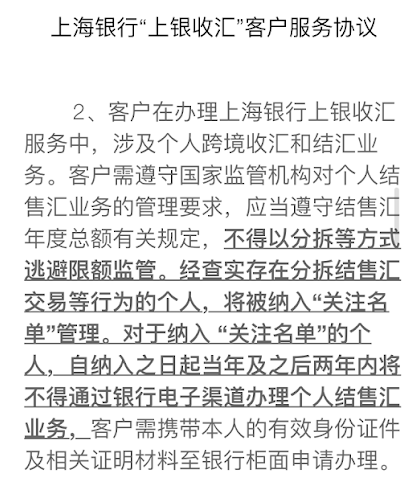 上海银行“上银收汇”客户服务协议
2、客户在办理上海银行上银收汇
服务中，涉及个人跨境收汇和结汇业
务。客户需遵守国家监管机构对个人结
售汇业务的管理要求，应当遵守结售汇
年度总额有关规定，不得以分拆等方式
逃避限额监管。经查实存在分拆结售汇
交易等行为的个人，将被纳入“关注名
单”管理。对于纳入 “关注名单”的个
人，自纳入之日起当年及之后两年内将
不得通过银行电子渠道办理个人结售汇
业务，客户需携带本人的有效身份证件
及相关证明材料至银行柜面申请办理。